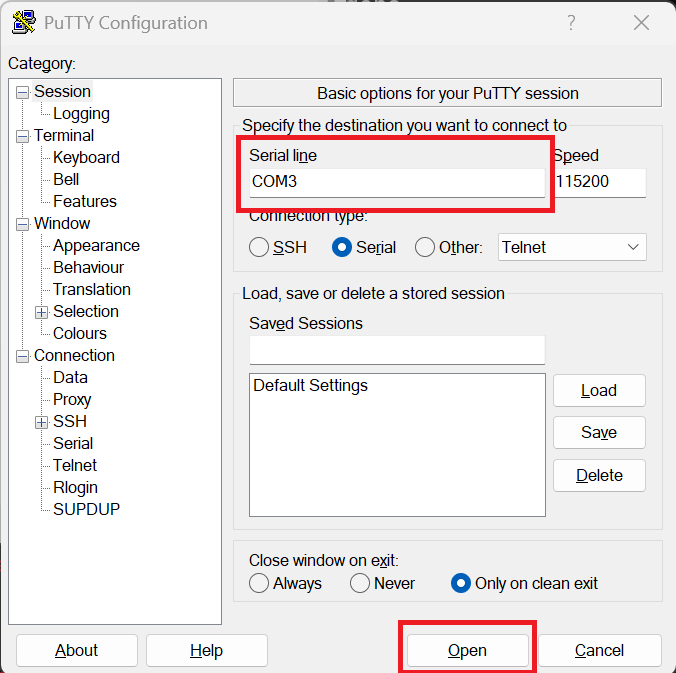 PuTTY Configuration
?
Category:
Session
Logging
Terminal
Keyboard
Bell
Features
Window
Appearance
Behaviour
Translation
Selection
Colours
Connection
Data
Proxy
SSH
Serial
Telnet
Rlogin
SUPDUP
Basic options for your PuTTY session
Specify the destination you want to connect to
Serial line Speed
COM3 115200
Connection type:
SSH Serial Other: Telnet
Load, save or delete a stored session
Saved Sessions
Default Settings
Load
Save
Delete
Close window on exit:
Always Never Only on clean exit
About Help Open Cancel